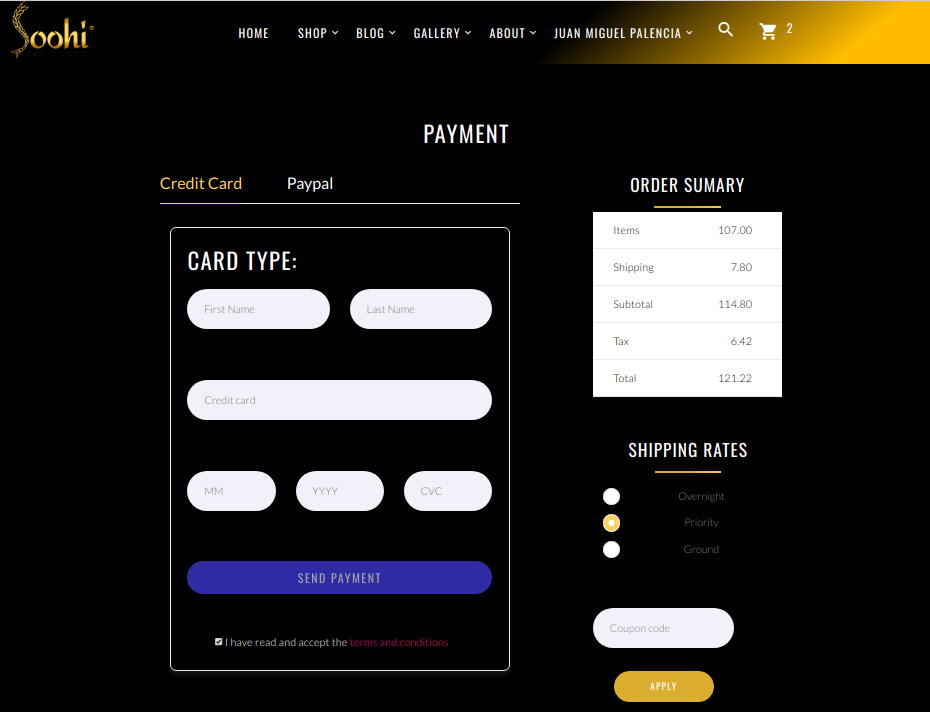 Soohi®
HOME SHOP BLOG GALLERY ABOUT JUAN MIGUEL PALENCIA 2
PAYMENT
Credit Card Paypal
CARD TYPE:
First Name Last Name
Credit card
MM YYYY CVC
SEND PAYMENT
I have read and accept the terms and conditions
ORDER SUMARY
Items 107.00
Shipping 7.80
Subtotal 114.80
Tax 6.42
Total 121.22
SHIPPING RATES
Overnight
Priority
Ground
Coupon code
APPLY